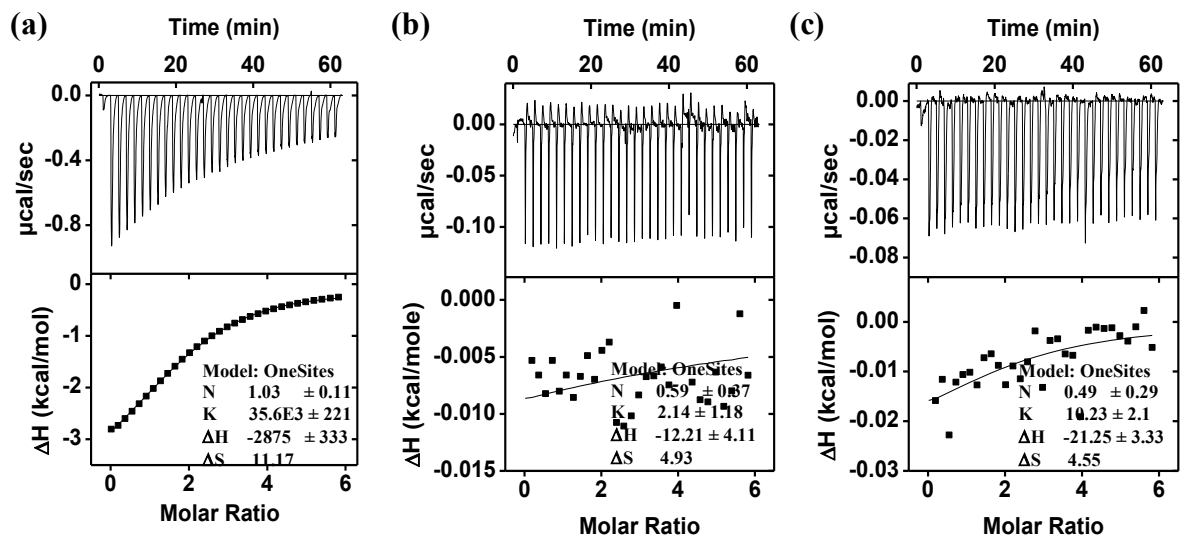 (a)
Time (min)
0 20 40 60
0.0
-0.4
-0.8
µcal/sec
0
-1
-2
-3
ΔH (kcal/mol)
Model: OneSites
N 1.03 ± 0.11
K 35.6E3 ± 221
ΔH -2875 ± 333
ΔS 11.17
0 2 4 6
Molar Ratio
(b)
Time (min)
0 10 20 30 40 50 60
0.00
-0.05
-0.10
µcal/sec
0.000
-0.005
-0.010
-0.015
ΔH (kcal/mole)
Model: OneSites
N 0.59 ± 0.37
K 2.14 ± 1.18
ΔH -12.21 ± 4.11
ΔS 4.93
0 2 4 6
Molar Ratio
(c)
Time (min)
0 20 40 60
0.00
-0.02
-0.04
-0.06
-0.08
µcal/sec
0.00
-0.01
-0.02
-0.03
ΔH (kcal/mol)
Model: OneSites
N 0.49 ± 0.29
K 10.23 ± 2.1
ΔH -21.25 ± 3.33
ΔS 4.55
0 2 4 6
Molar Ratio